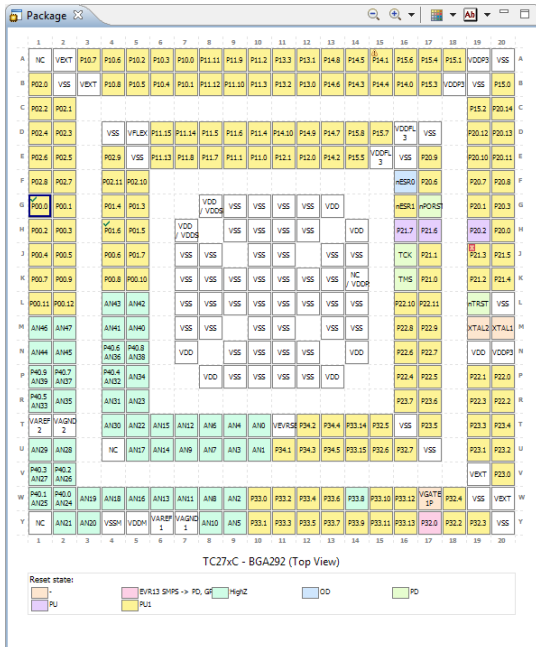 Package
1 2 3 4 5 6 7 8 9 10 11 12 13 14 15 16 17 18 19 20
A NC VEXT P10.7 P10.6 P10.2 P10.3 P10.0 P11.11 P11.9 P11.2 P13.3 P13.1 P14.8 P14.5 P14.1 P15.6 P15.4 P15.1 VDDP3 VSS A
B P02.0 VSS VEXT P10.8 P10.5 P10.4 P10.1 P11.12 P11.10 P11.3 P13.2 P13.0 P14.6 P14.3 P14.4 P14.0 P15.3 VDDP3 VSS P15.0 B
C P02.2 P02.1 P15.2 P20.14 C
D P02.4 P02.3 VSS VFLEX P11.15 P11.14 P11.5 P11.6 P11.4 P14.10 P14.9 P14.7 P15.8 P15.7 VDDFL 3 VSS P20.12 P20.13 D
E P02.6 P02.5 P02.9 VSS P11.13 P11.8 P11.7 P11.1 P11.0 P12.1 P12.0 P14.2 P15.5 VDDFL 3 VSS P20.9 P20.10 P20.11 E
F P02.8 P02.7 P02.11 P02.10 nESR0 P20.6 P20.7 P20.8 F
G P00.0 P00.1 P01.4 P01.3 VDD / VDDS VSS VSS VSS VSS VDD nESR1 nPORST P20.1 P20.3 G
H P00.2 P00.3 P01.6 P01.5 VDD / VDDS VSS VSS VSS VSS VDD P21.7 P21.6 P20.2 P20.0 H
J P00.4 P00.5 P00.6 P01.7 VSS VSS VSS VSS VSS VSS TCK P21.1 P21.3 P21.5 J
K P00.7 P00.9 P00.8 P00.10 VSS VSS VSS VSS VSS VSS VSS NC / VDDP TMS P21.0 P21.2 P21.4 K
L P00.11 P00.12 AN43 AN42 VSS VSS VSS VSS VSS VSS VSS P22.10 P22.11 nTRST VSS L
M AN46 AN47 AN41 AN40 VSS VSS VSS VSS VSS VSS P22.8 P22.9 XTAL2 XTAL1 M
N AN44 AN45 P40.6 AN36 P40.8 AN38 VDD VSS VSS VSS VSS VDD P22.6 P22.7 VDD VDDP3 N
P P40.9 AN39 P40.7 AN37 P40.4 AN32 AN34 VDD VSS VSS VSS VSS VDD P22.4 P22.5 P22.1 P22.0 P
R P40.5 AN33 AN35 AN31 AN23 P23.7 P23.6 P22.3 P22.2 R
T VAREF 2 VAGND 2 AN30 AN22 AN15 AN12 AN6 AN4 AN0 VEVRSB P34.2 P34.4 P33.14 P32.5 VSS P23.5 P23.3 P23.4 T
U AN29 AN28 NC AN17 AN14 AN9 AN7 AN3 AN1 P34.1 P34.3 P34.5 P33.15 P32.6 P32.7 VSS P23.1 P23.2 U
V P40.3 AN27 P40.2 AN26 VEXT P23.0 V
W P40.1 AN25 P40.0 AN24 AN19 AN18 AN16 AN13 AN11 AN8 AN2 P33.0 P33.2 P33.4 P33.6 P33.8 P33.10 P33.12 VGATE 1P P32.4 VSS VEXT W
Y NC AN21 AN20 VSSM VDDM VAREF 1 VAGND 1 AN10 AN5 P33.1 P33.3 P33.5 P33.7 P33.9 P33.11 P33.13 P32.0 P32.2 P32.3 VSS Y
1 2 3 4 5 6 7 8 9 10 11 12 13 14 15 16 17 18 19 20
TC27xC - BGA292 (Top View)
Reset state:
- EVR13 SMPS -> PD, GP HighZ OD PD
PU PU1